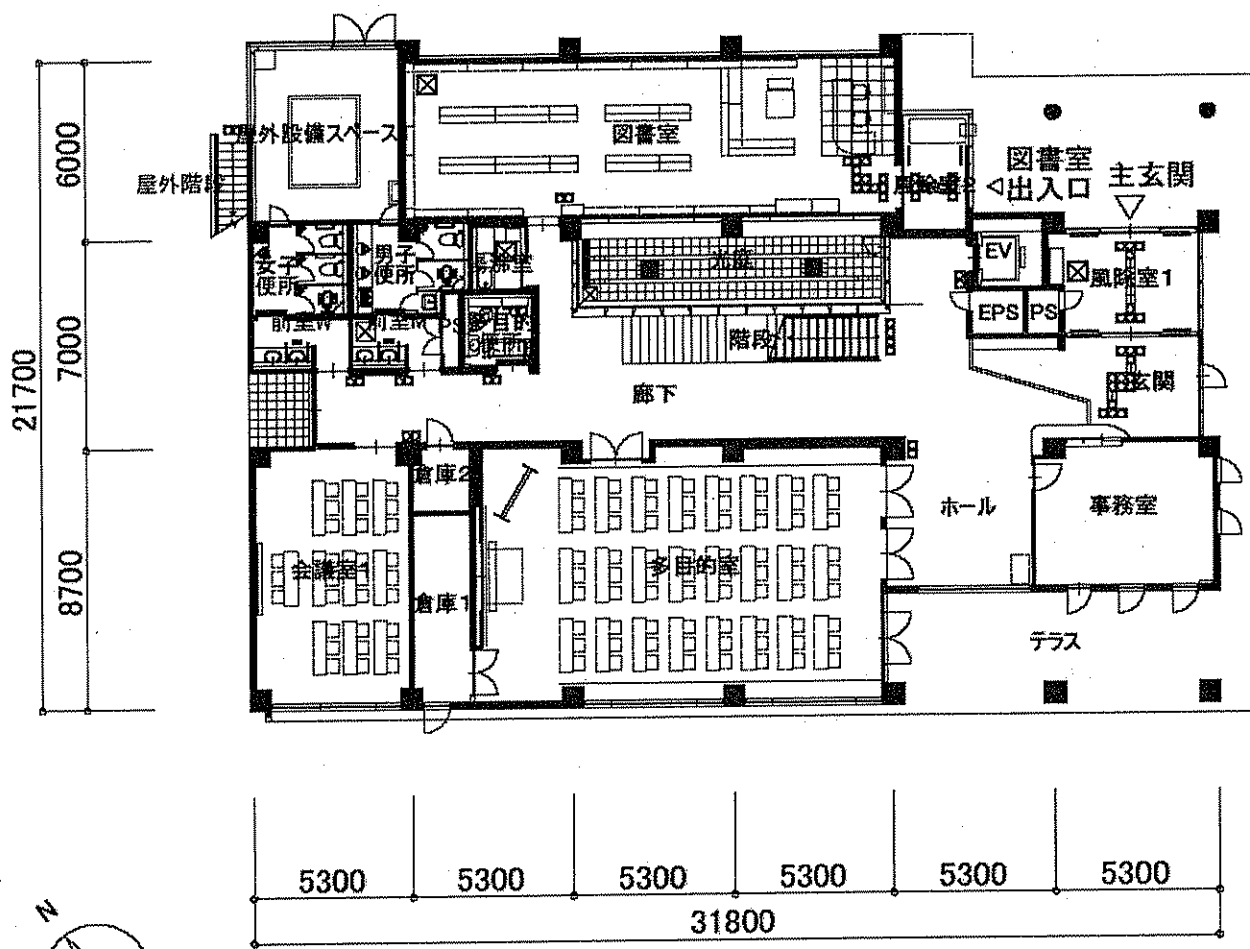 屋外設備スペース
屋外階段
図書室
図書室
出入口
主玄関
女子
便所
男子
便所
湯沸室
光庭
EV
風除室1
前室W
前室M
PS
多目的
便所
階段
EPS
PS
廊下
玄関
倉庫2
ホール
事務室
会議室1
倉庫1
多目的室
テラス
6000
7000
8700
21700
5300
5300
5300
5300
5300
5300
31800
N